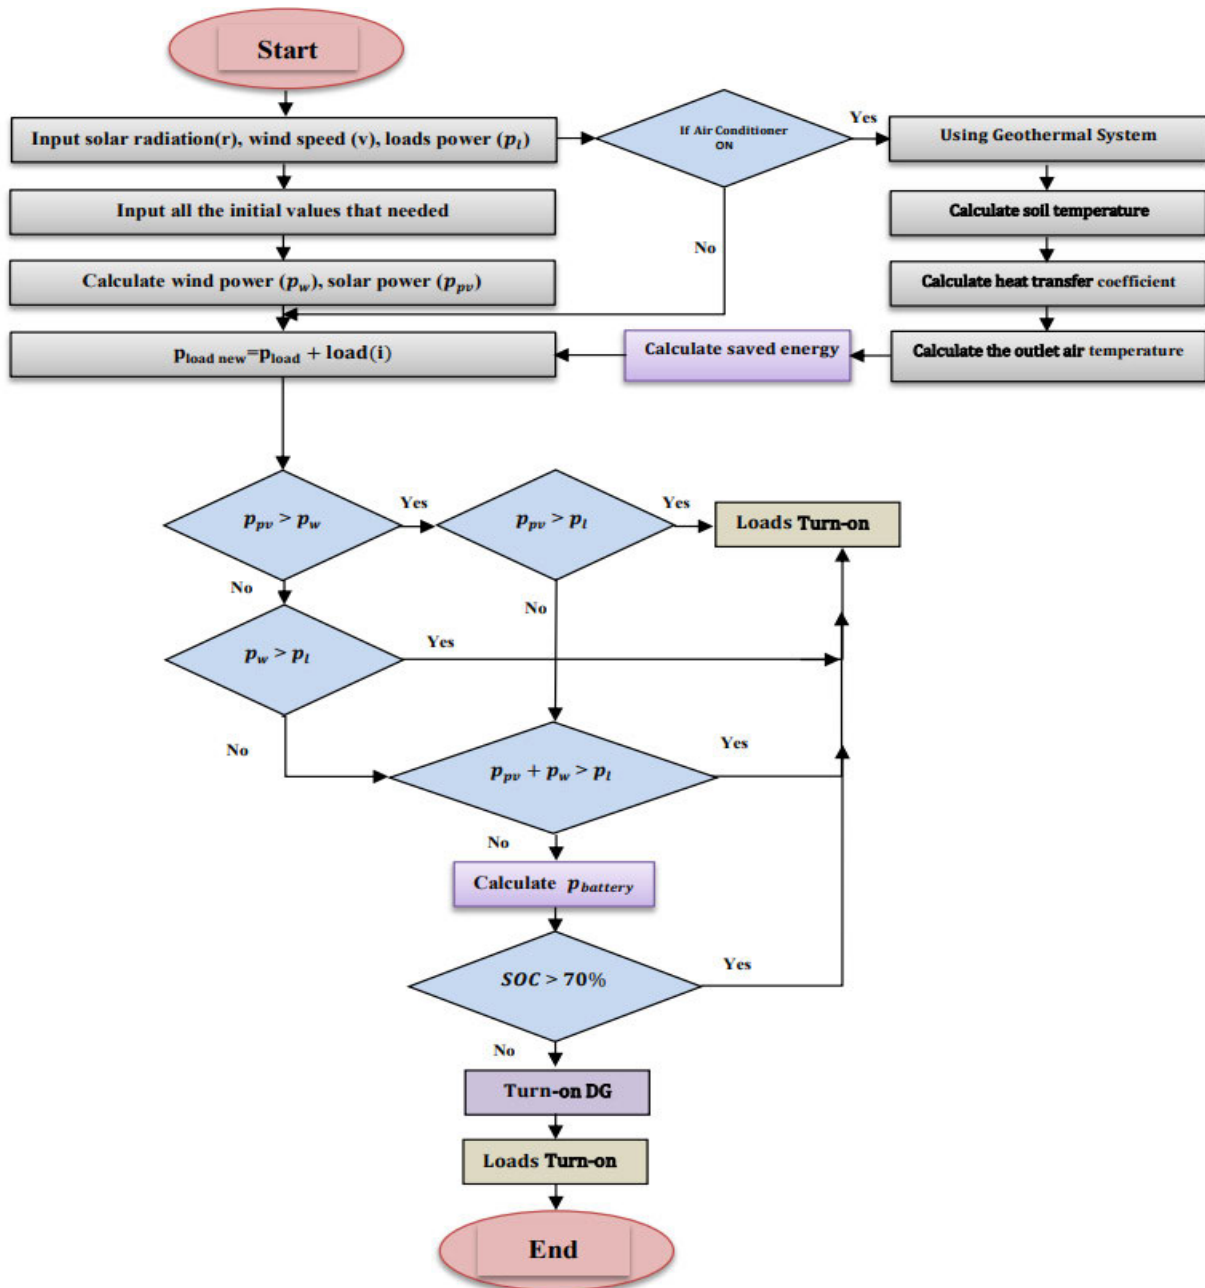 Start
Input solar radiation(r), wind speed (v), loads power (pₗ)
If Air Conditioner
ON
Yes
Using Geothermal System
Input all the initial values that needed
No
Calculate soil temperature
Calculate wind power (p_w), solar power (p_pv)
Calculate heat transfer coefficient
p_load new=p_load + load(i)
Calculate saved energy
Calculate the outlet air temperature
p_pv > p_w
Yes
p_pv > p_l
Yes
Loads Turn-on
No
No
p_w > p_l
Yes
No
p_pv + p_w > p_l
Yes
No
Calculate p_battery
SOC > 70%
Yes
No
Turn-on DG
Loads Turn-on
End